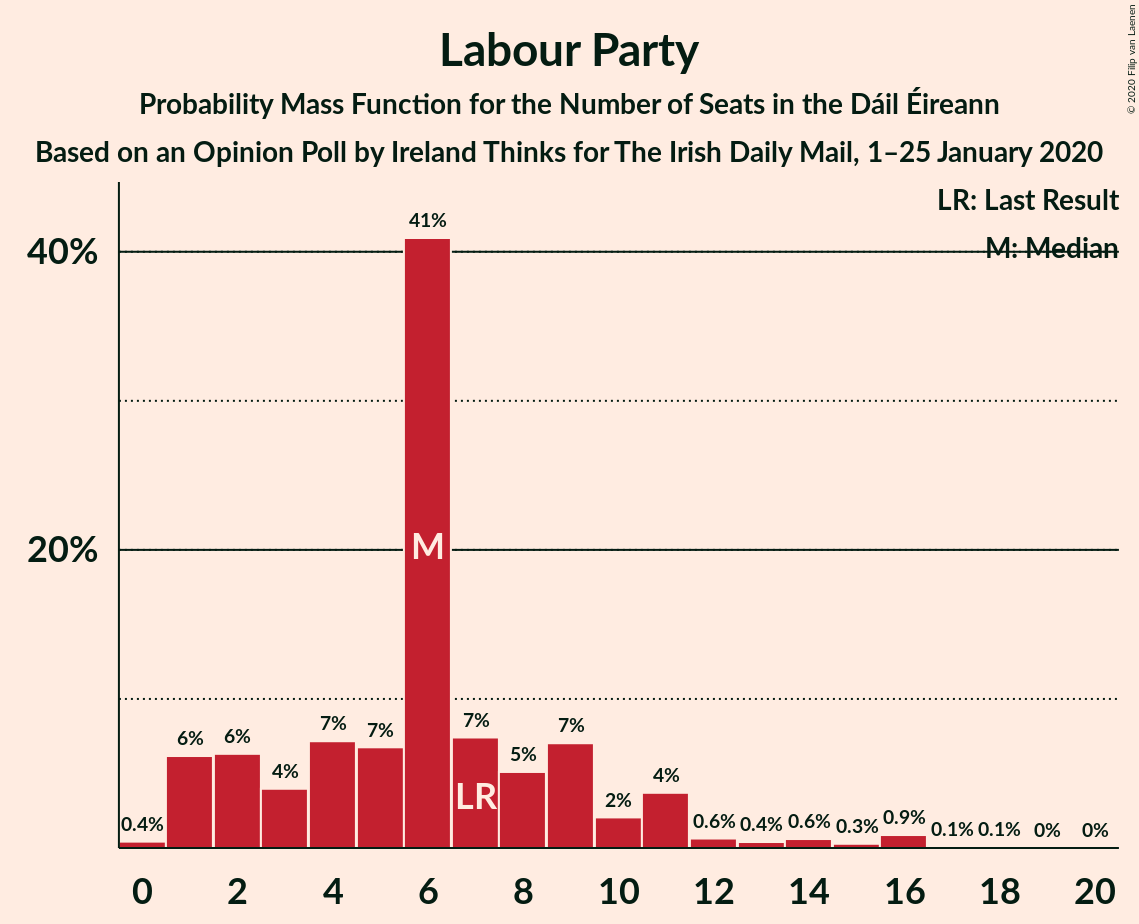 Labour Party
Probability Mass Function for the Number of Seats in the Dáil Éireann
Based on an Opinion Poll by Ireland Thinks for The Irish Daily Mail, 1–25 January 2020
© 2020 Filip van Laenen
LR: Last Result
M: Median
40%
20%
0.4%
6%
6%
4%
7%
7%
41%
7%
5%
7%
2%
4%
0.6%
0.4%
0.6%
0.3%
0.9%
0.1%
0.1%
0%
0%
M
LR
0 2 4 6 8 10 12 14 16 18 20